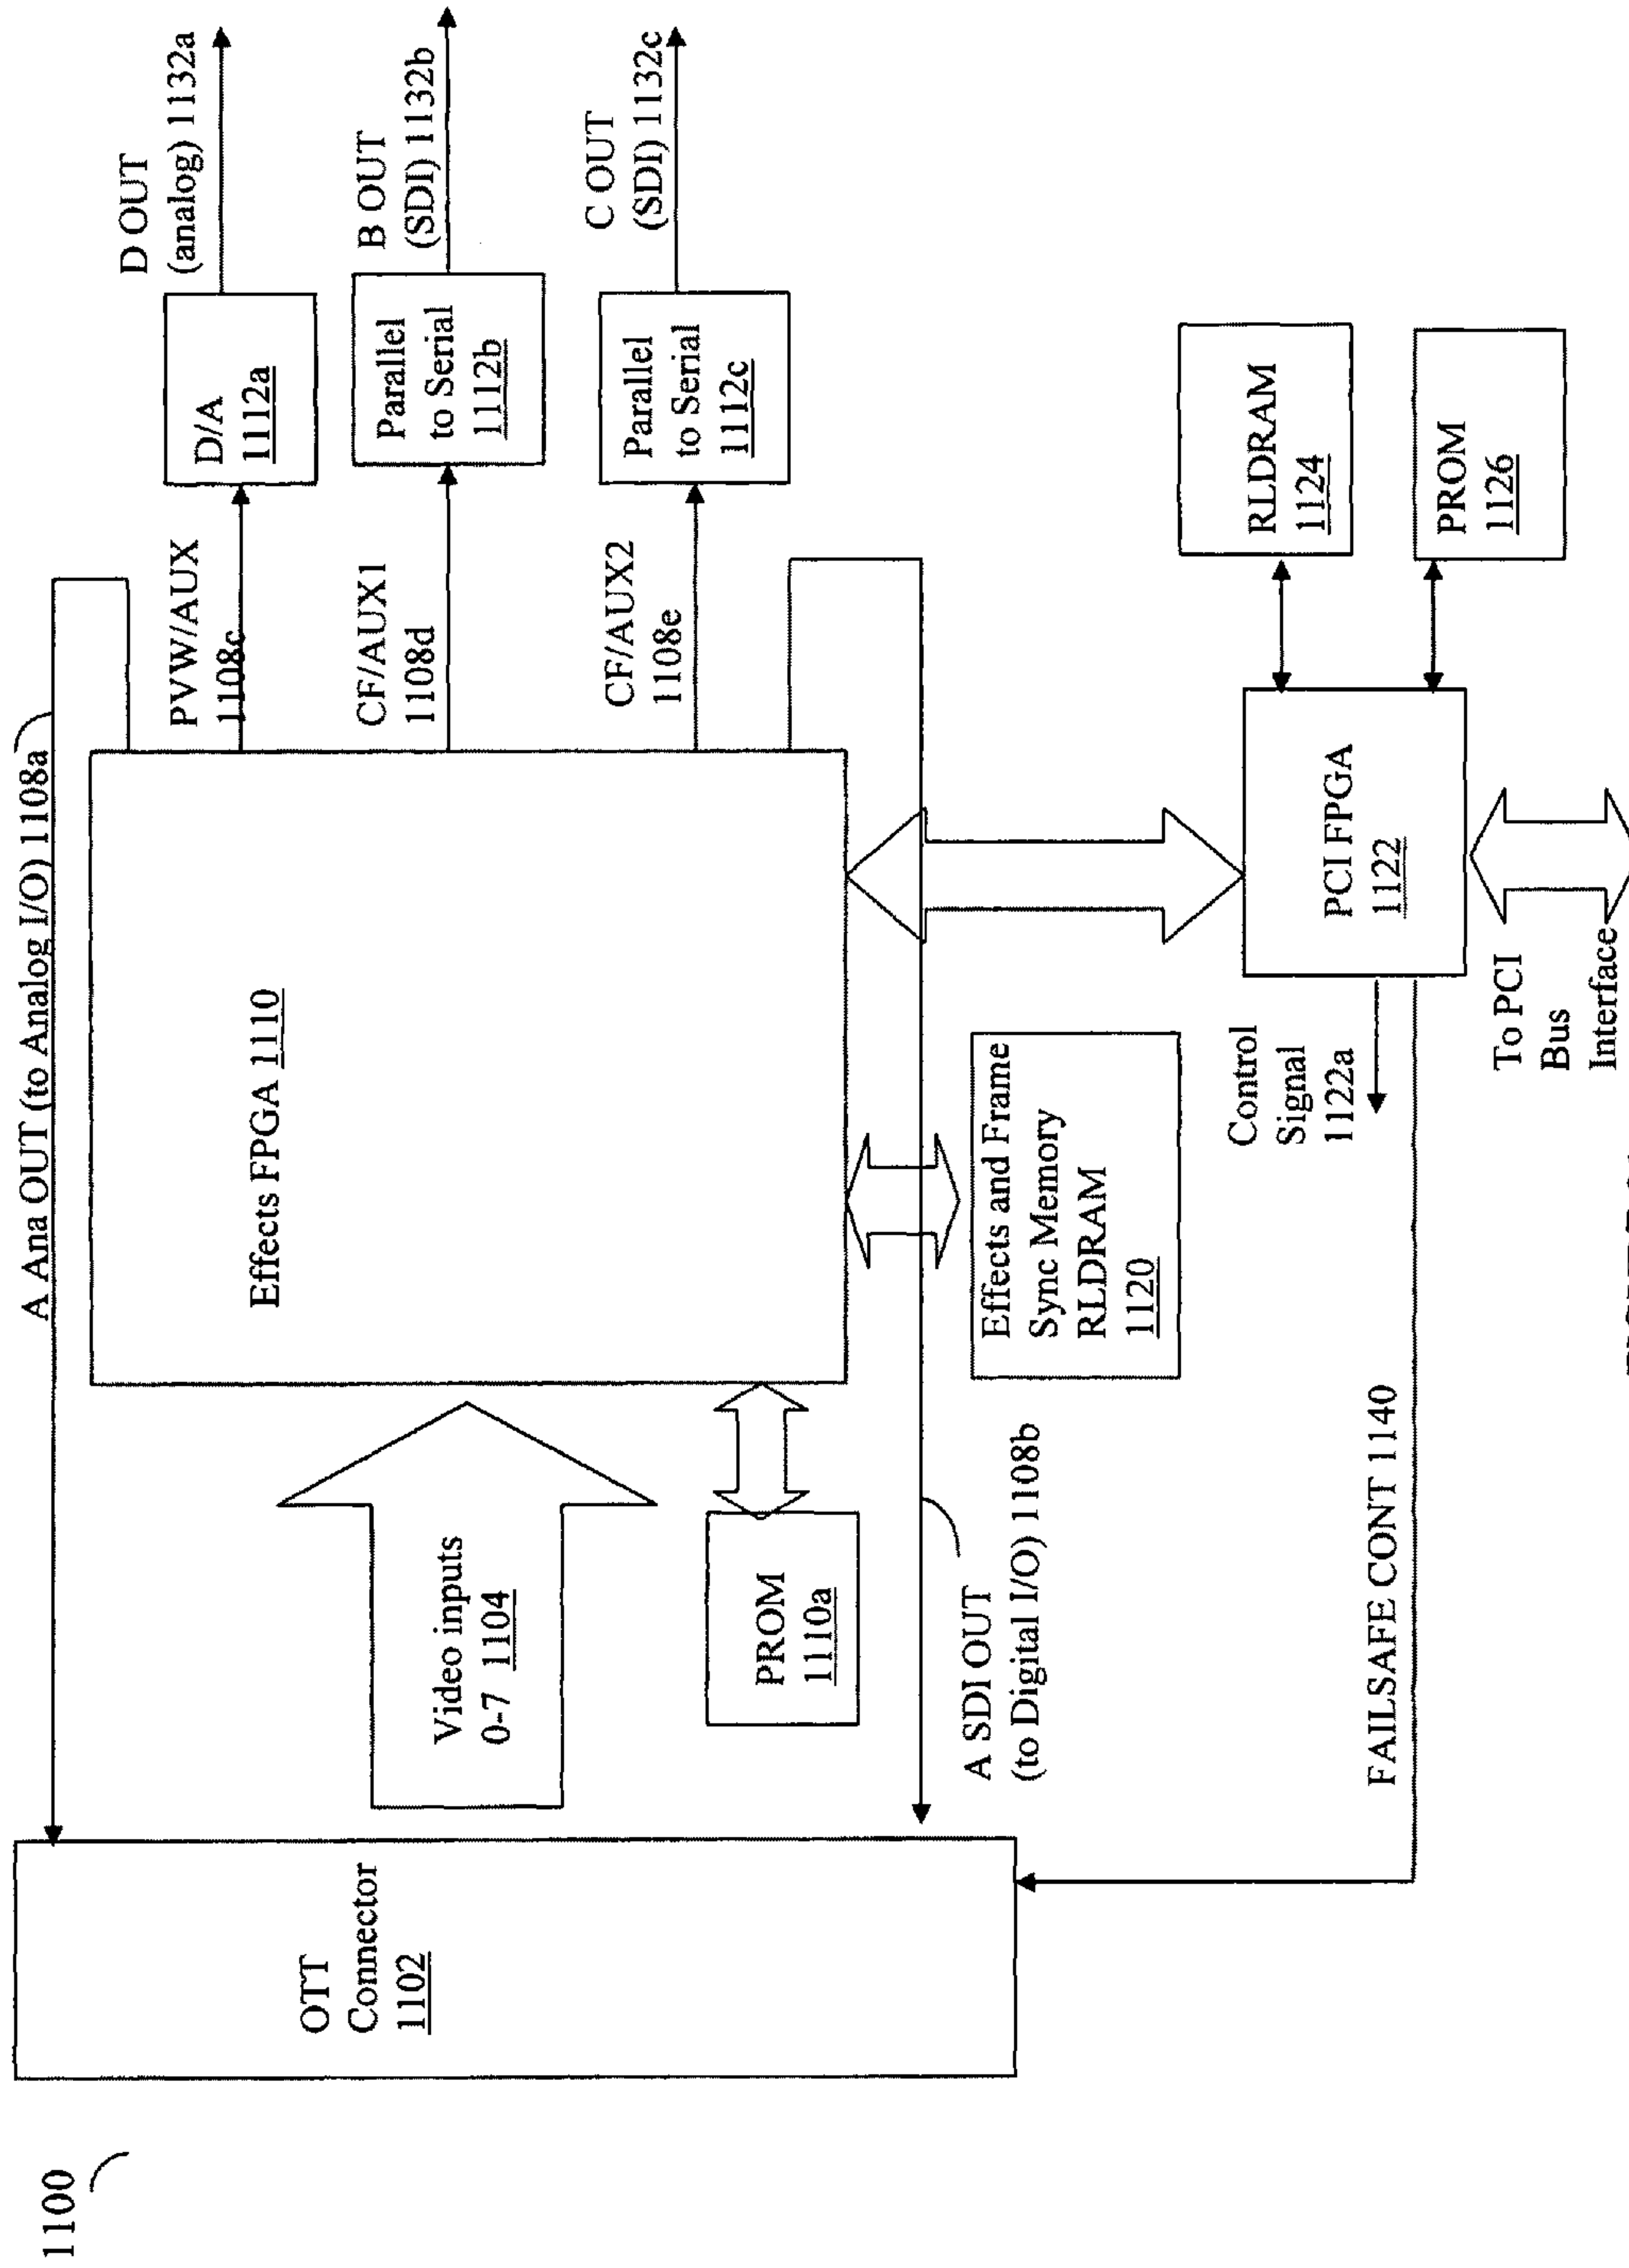 1100
A Ana OUT (to Analog I/O) 1108a
OTT
Connector
1102
Video inputs
0-7 1104
PROM
1110a
Effects FPGA 1110
PVW/AUX
1108c
CF/AUX1
1108d
CF/AUX2
1108e
D/A
1112a
Parallel
to Serial
1112b
Parallel
to Serial
1112c
D OUT
(analog) 1132a
B OUT
(SDI) 1132b
C OUT
(SDI) 1132c
A SDI OUT
(to Digital I/O) 1108b
Effects and Frame
Sync Memory
RLDRAM
1120
Control
Signal
1122a
PCI FPGA
1122
RLDRAM
1124
PROM
1126
FAILSAFE CONT 1140
To PCI
Bus
Interface